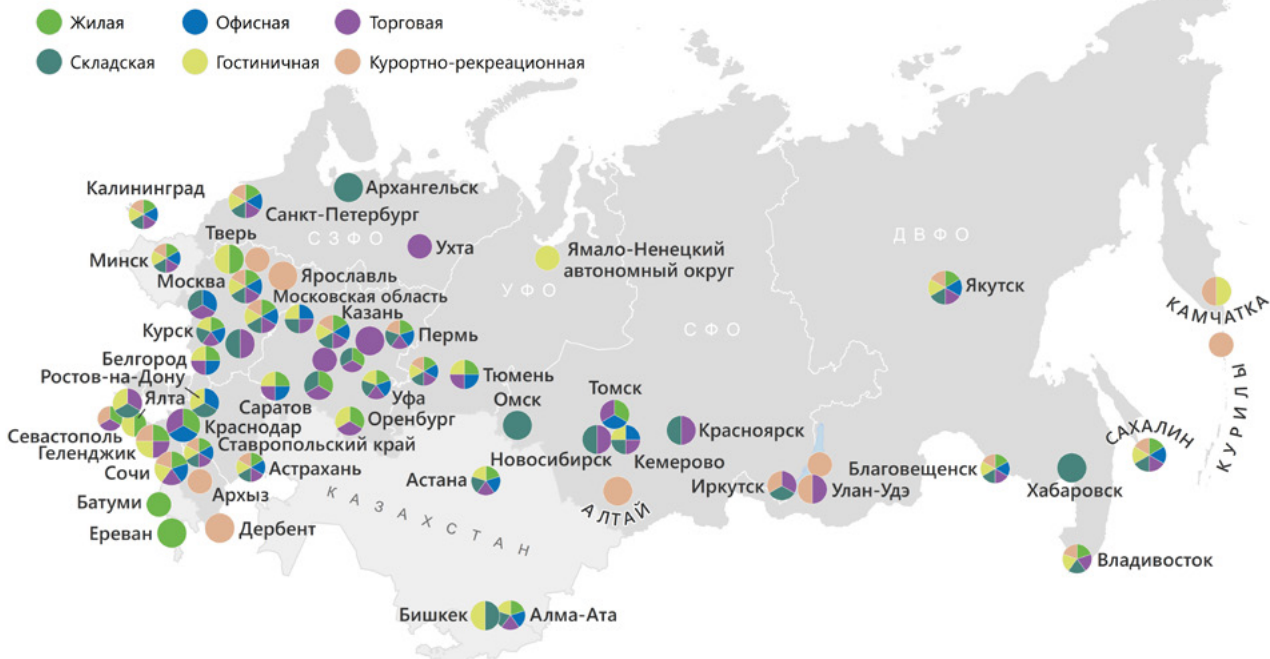 Жилая
Офисная
Торговая
Складская
Гостиничная
Курортно-рекреационная
Калининград
Архангельск
Санкт-Петербург
СЗФО
Тверь
Ухта
Минск
Ямало-Ненецкий
автономный округ
ДВФО
Ярославль
Москва
Московская область
УФО
Якутск
Казань
КАМЧАТКА
Курск
Пермь
СФО
Белгород
Ростов-на-Дону
Тюмень
Ялта
Саратов
Уфа
Омск
Томск
КУРИЛЫ
Оренбург
Краснодар
Красноярск
САХАЛИН
Севастополь
Ставропольский край
Геленджик
Новосибирск
Кемерово
Сочи
Астрахань
Астана
Благовещенск
Иркутск
Улан-Удэ
Хабаровск
Архыз
КАЗАХСТАН
АЛТАЙ
Батуми
Ереван
Дербент
Владивосток
Бишкек
Алма-Ата